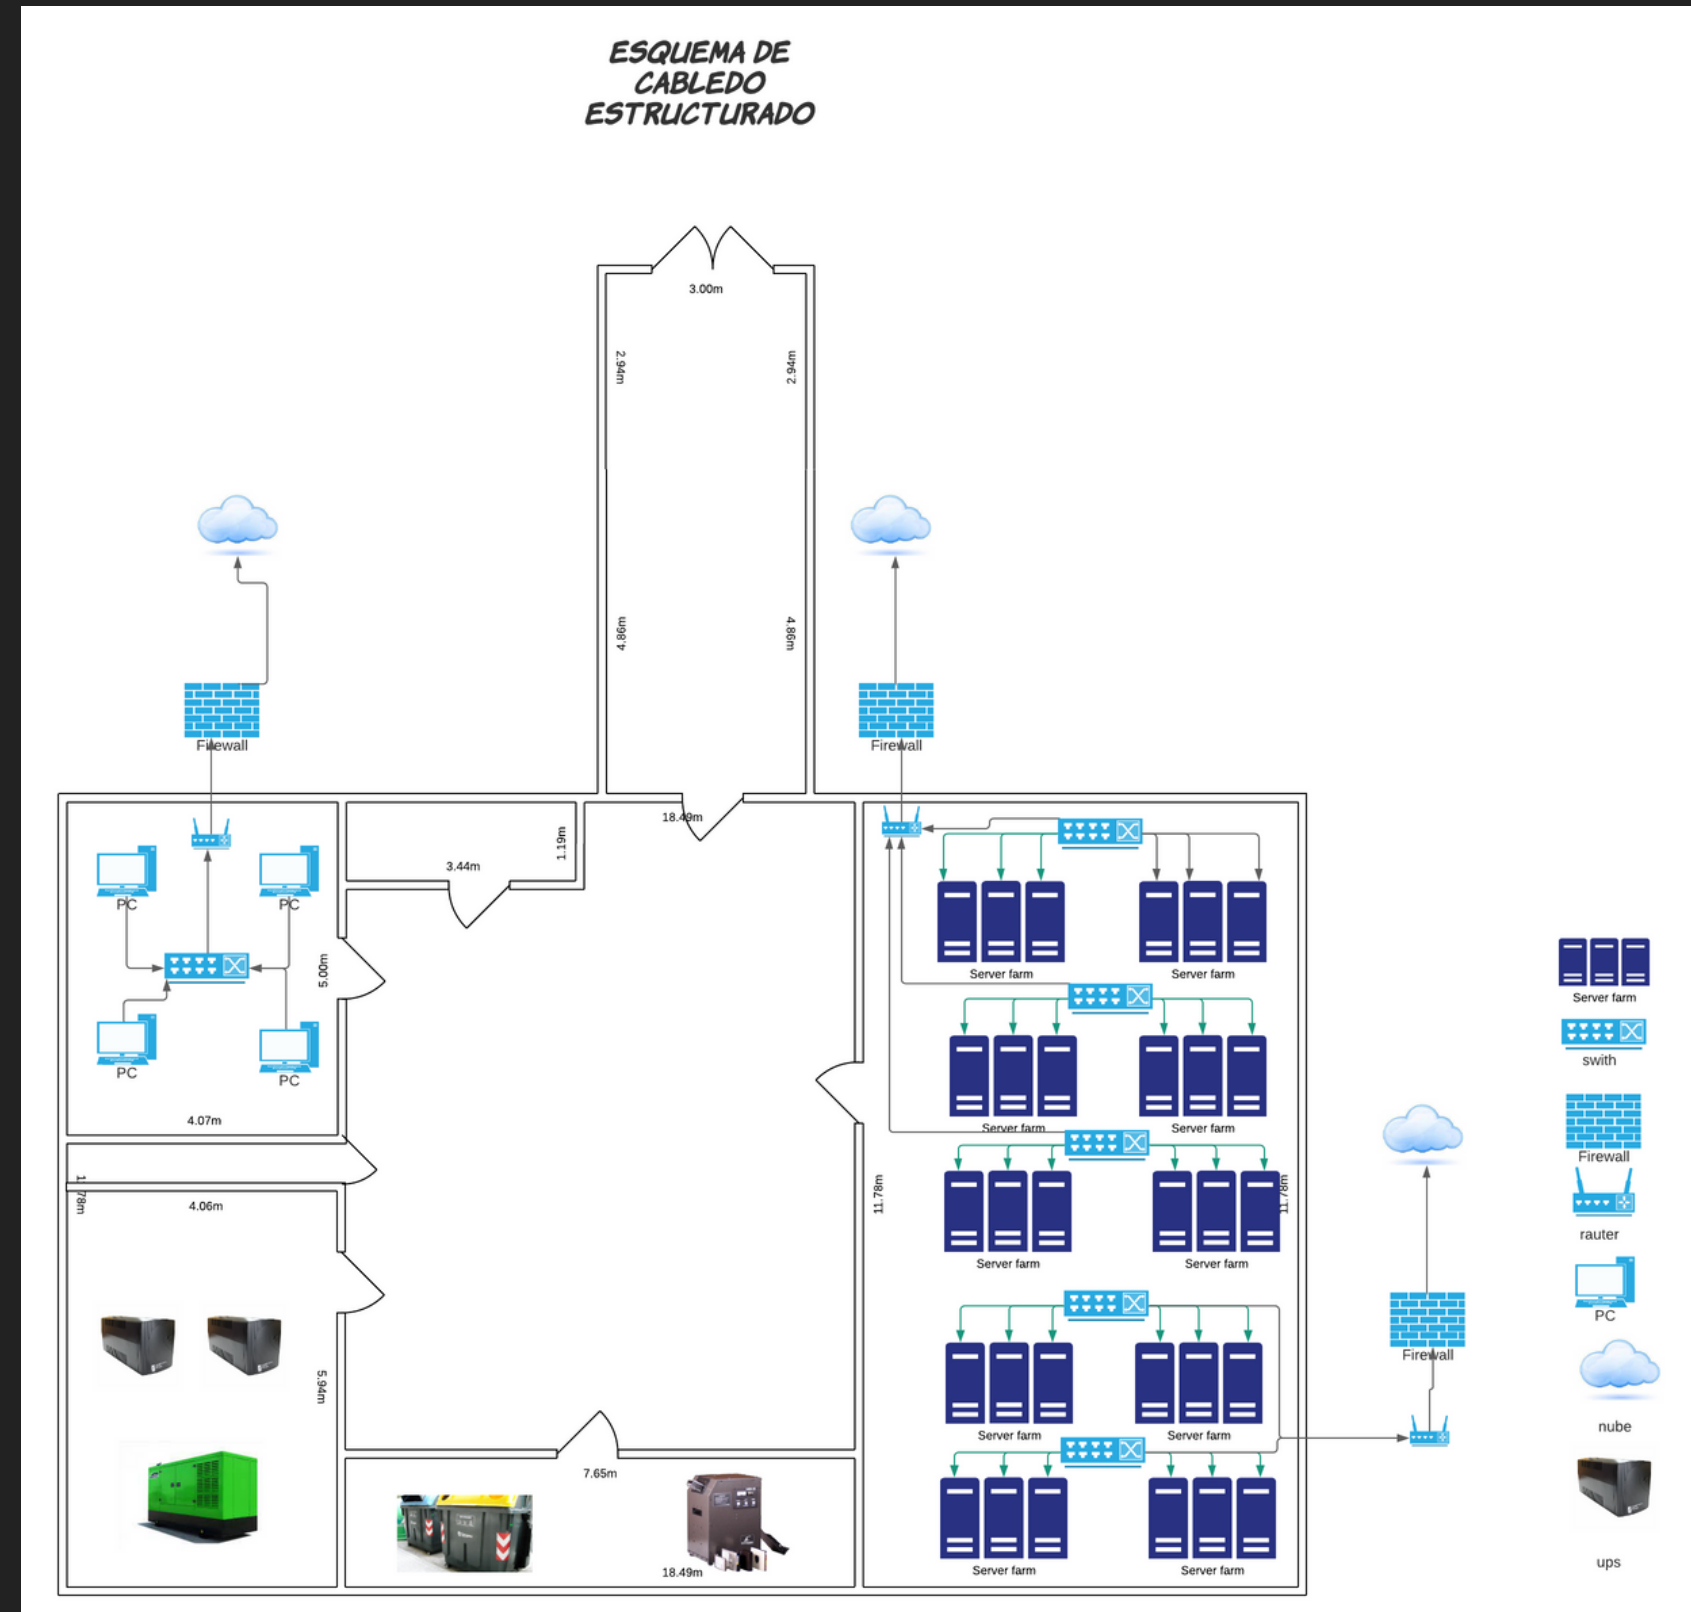 ESQUEMA DE
CABLEDO
ESTRUCTURADO
3.00m
2.94m
2.94m
4.86m
4.86m
Firewall
Firewall
18.49m
1.19m
3.44m
PC
PC
5.00m
PC
PC
4.07m
1.78m
4.06m
5.94m
7.65m
18.49m
11.78m
11.78m
Server farm
Server farm
Server farm
Server farm
Server farm
Server farm
Server farm
Server farm
Server farm
Server farm
Firewall
Server farm
swith
Firewall
rauter
PC
nube
ups